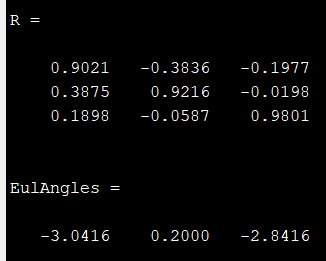 R =
0.9021 -0.3836 -0.1977
0.3875 0.9216 -0.0198
0.1898 -0.0587 0.9801
EulAngles =
-3.0416 0.2000 -2.8416